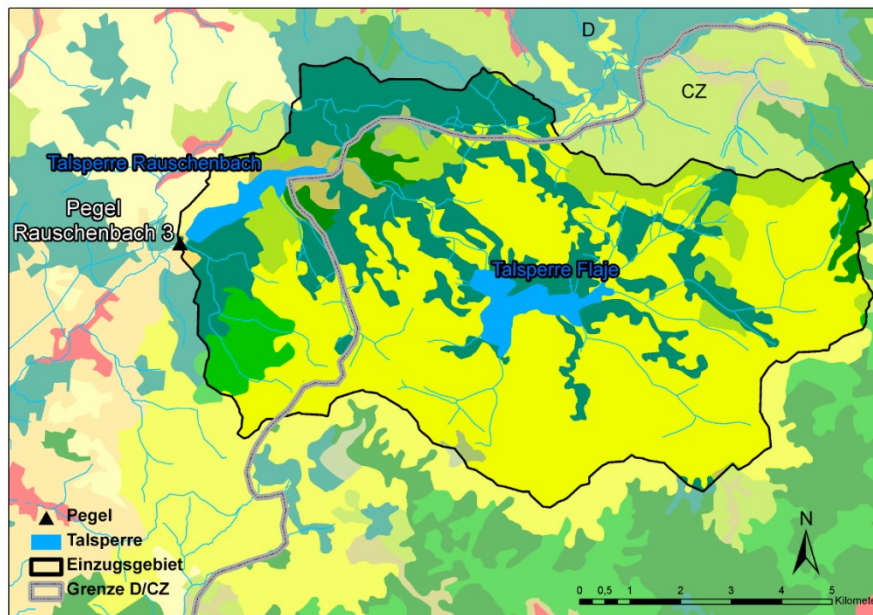 D
CZ
Talsperre Rauschenbach
Pegel
Rauschenbach 3
Talsperre Flaje
Pegel
Talsperre
Einzugsgebiet
Grenze D/CZ
N
0 0,5 1 2 3 4 5
Kilometer